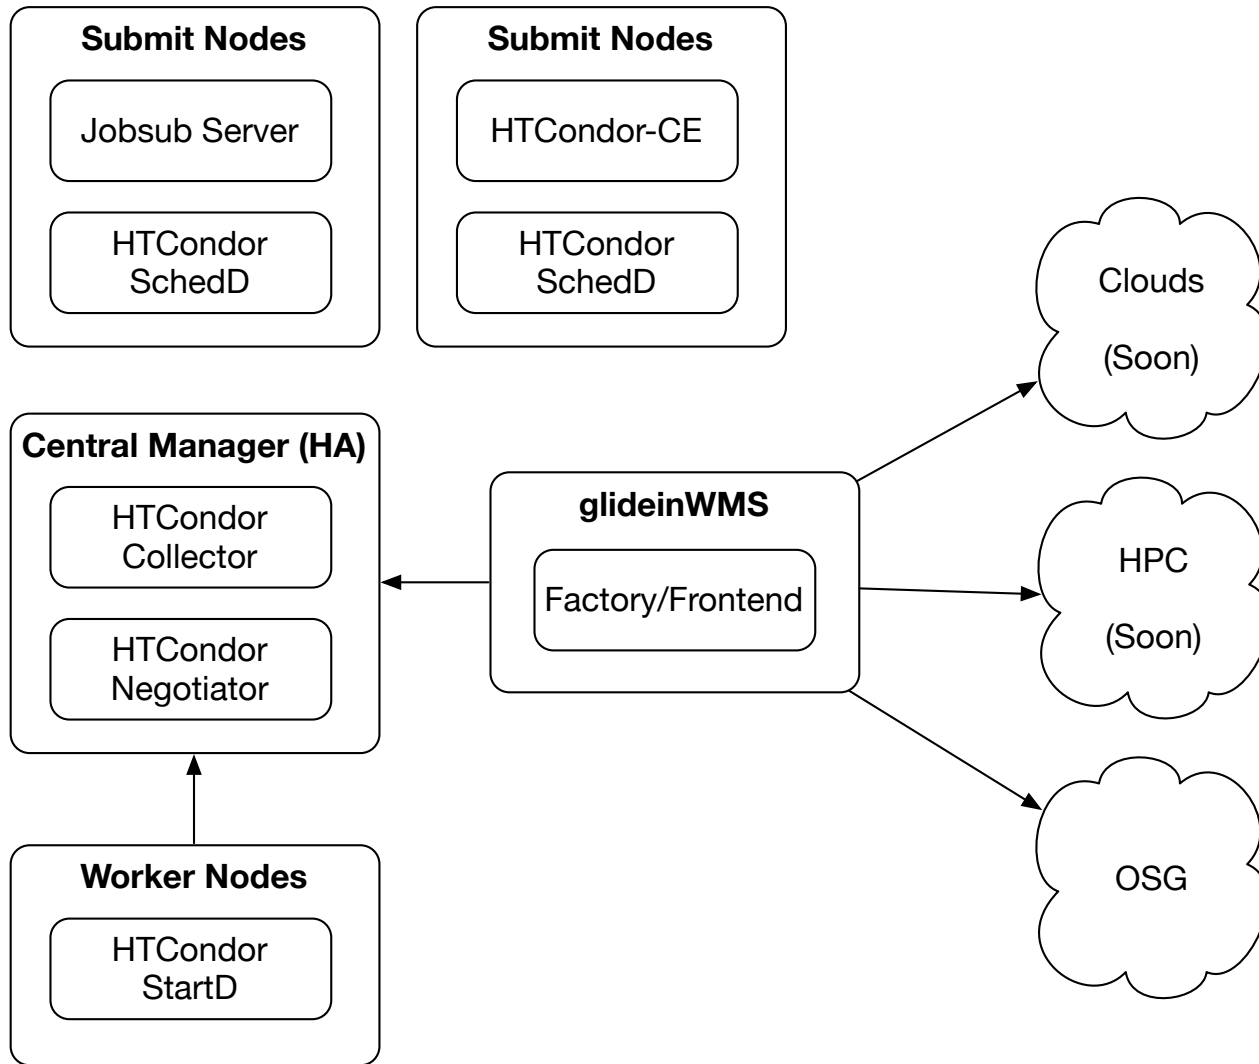 Submit Nodes
Jobsub Server
HTCondor
SchedD
Submit Nodes
HTCondor-CE
HTCondor
SchedD
Central Manager (HA)
HTCondor
Collector
HTCondor
Negotiator
Worker Nodes
HTCondor
StartD
glideinWMS
Factory/Frontend
Clouds
(Soon)
HPC
(Soon)
OSG